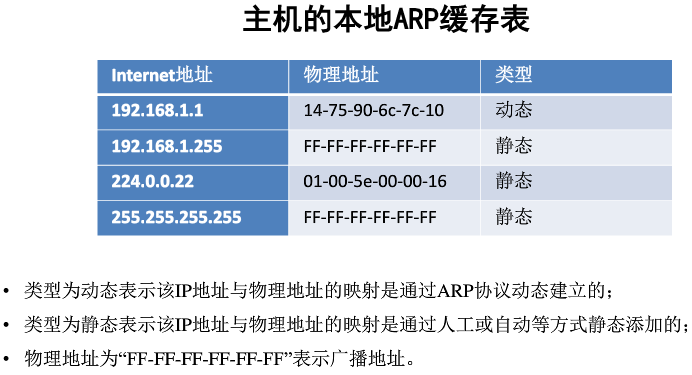 主机的本地ARP缓存表
Internet地址 物理地址 类型
192.168.1.1 14-75-90-6c-7c-10 动态
192.168.1.255 FF-FF-FF-FF-FF-FF 静态
224.0.0.22 01-00-5e-00-00-16 静态
255.255.255.255 FF-FF-FF-FF-FF-FF 静态
• 类型为动态表示该IP地址与物理地址的映射是通过ARP协议动态建立的；
• 类型为静态表示该IP地址与物理地址的映射是通过人工或自动等方式静态添加的；
• 物理地址为“FF-FF-FF-FF-FF-FF”表示广播地址。